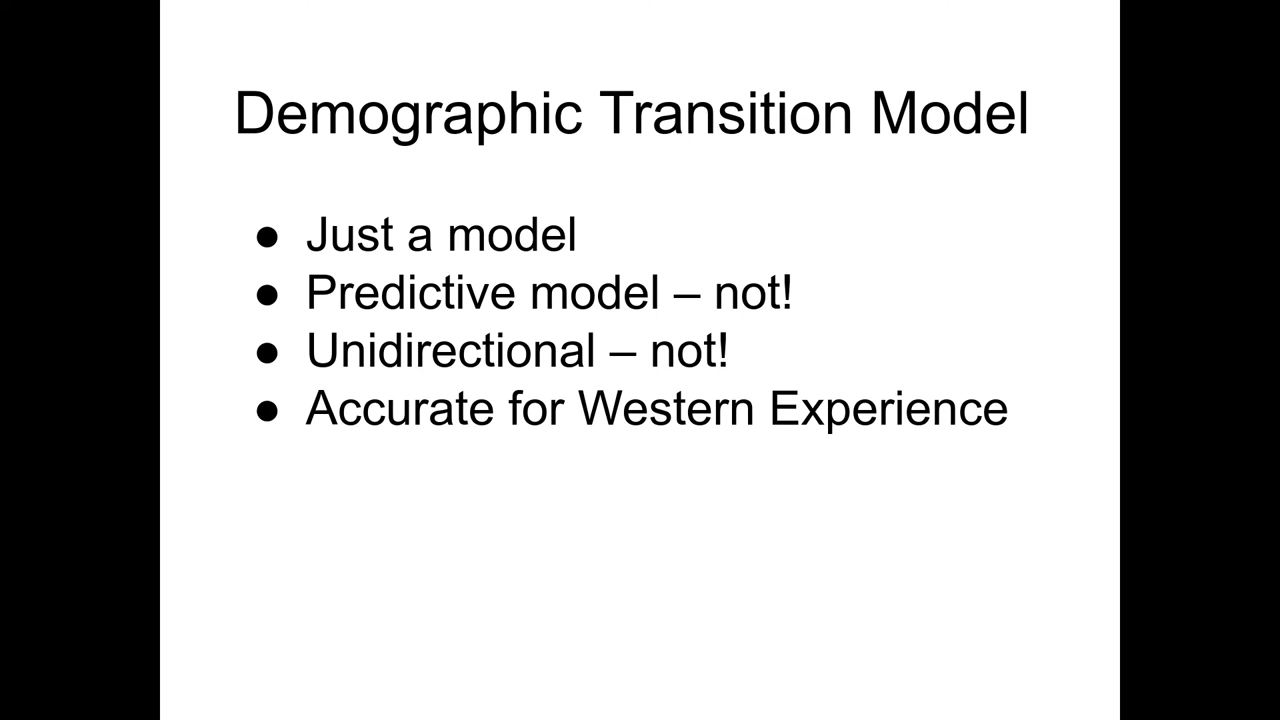 Demographic Transition Model
● Just a model
● Predictive model – not!
● Unidirectional – not!
● Accurate for Western Experience